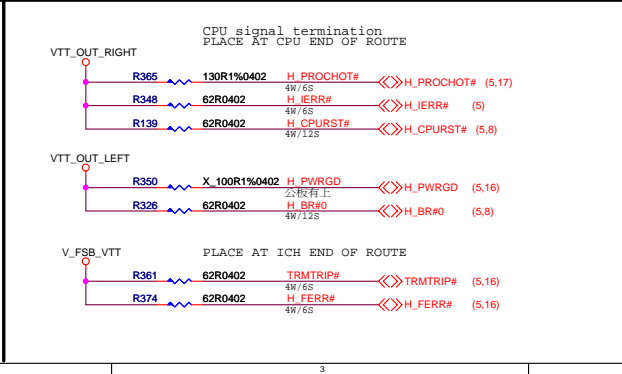 CPU signal termination
PLACE AT CPU END OF ROUTE
VTT_OUT_RIGHT
R365 130R1%0402 H_PROCHOT# H_PROCHOT# (5,17)
4W/6S
R348 62R0402 H_IERR# H_IERR# (5)
4W/6S
R139 62R0402 H_CPURST# H_CPURST# (5,8)
4W/12S
VTT_OUT_LEFT
R350 X_100R1%0402 H_PWRGD H_PWRGD (5,16)
公板有上
R326 62R0402 H_BR#0 H_BR#0 (5,8)
4W/12S
V_FSB_VTT PLACE AT ICH END OF ROUTE
R361 62R0402 TRMTRIP# TRMTRIP# (5,16)
4W/6S
R374 62R0402 H_FERR# H_FERR# (5,16)
4W/6S
3